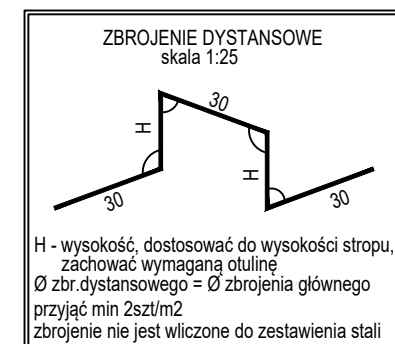 ZBROJENIE DYSTANSOWE
skala 1:25
30
H
H
30
30
H - wysokość, dostosować do wysokości stropu,
zachować wymaganą otulinę
Ø zbr.dystansowego = Ø zbrojenia głównego
przyjąć min 2szt/m2
zbrojenie nie jest wliczone do zestawienia stali